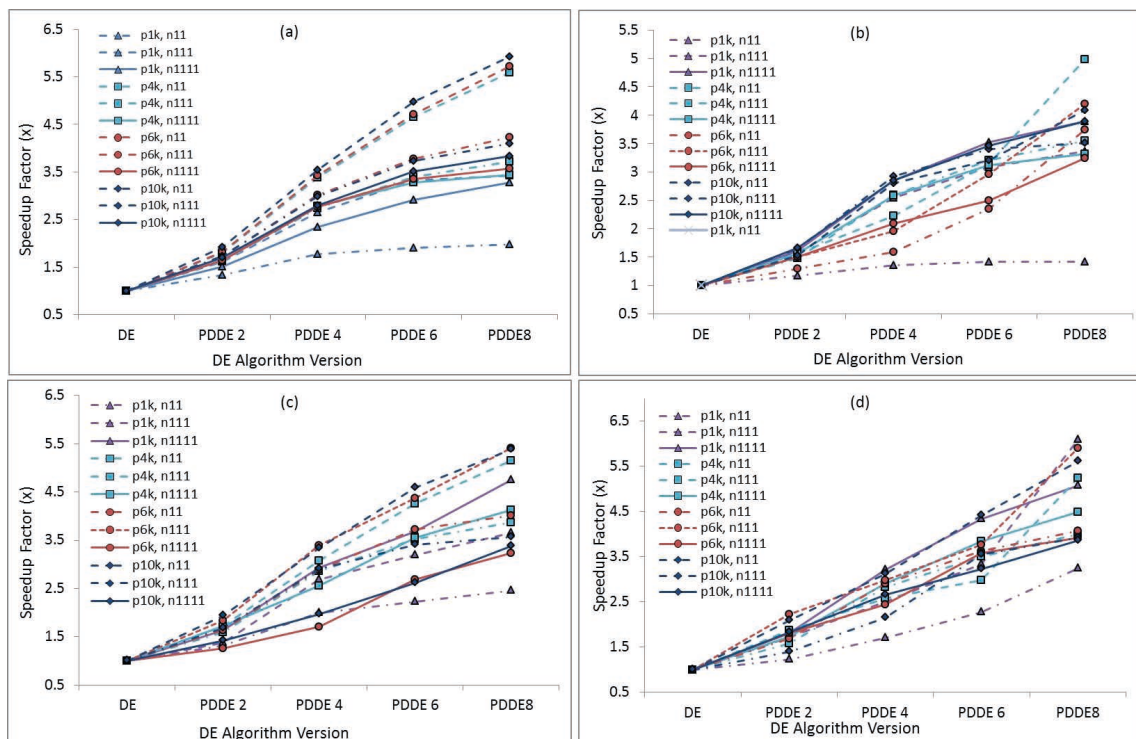 (a)
6.5
5.5
4.5
3.5
2.5
1.5
0.5
Speedup Factor (x)
p1k, n11
p1k, n111
p1k, n1111
p4k, n11
p4k, n111
p4k, n1111
p6k, n11
p6k, n111
p6k, n1111
p10k, n11
p10k, n111
p10k, n1111
DE
PDDE 2
PDDE 4
PDDE 6
PDDE8
DE Algorithm Version
(b)
5.5
5
4.5
4
3.5
3
2.5
2
1.5
1
0.5
Speedup Factor (x)
p1k, n11
p1k, n111
p1k, n1111
p4k, n11
p4k, n111
p4k, n1111
p6k, n11
p6k, n111
p6k, n1111
p10k, n11
p10k, n111
p10k, n1111
p1k, n11
DE
PDDE 2
PDDE 4
PDDE 6
PDDE8
DE Algorithm Version
(c)
6.5
5.5
4.5
3.5
2.5
1.5
0.5
Speedup Factor (x)
p1k, n11
p1k, n111
p1k, n1111
p4k, n11
p4k, n111
p4k, n1111
p6k, n11
p6k, n111
p6k, n1111
p10k, n11
p10k, n111
p10k, n1111
DE
PDDE 2
PDDE 4
PDDE 6
PDDE8
DE Algorithm Version
(d)
6.5
5.5
4.5
3.5
2.5
1.5
0.5
Speedup Factor (x)
p1k, n11
p1k, n111
p1k, n1111
p4k, n11
p4k, n111
p4k, n1111
p6k, n11
p6k, n111
p6k, n1111
p10k, n11
p10k, n111
p10k, n1111
DE
PDDE 2
PDDE 4
PDDE 6
PDDE8
DE Algorithm Version